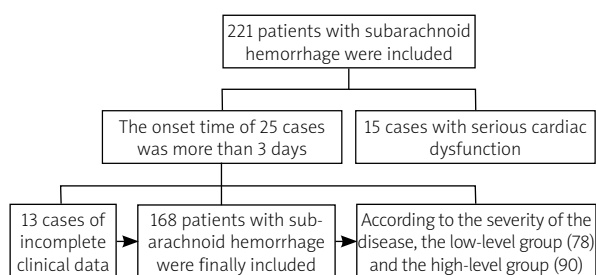 221 patients with subarachnoid
hemorrhage were included
The onset time of 25 cases
was more than 3 days
15 cases with serious cardiac
dysfunction
13 cases of
incomplete
clinical data
168 patients with sub-
arachnoid hemorrhage
were finally included
According to the severity of the
disease, the low-level group (78)
and the high-level group (90)